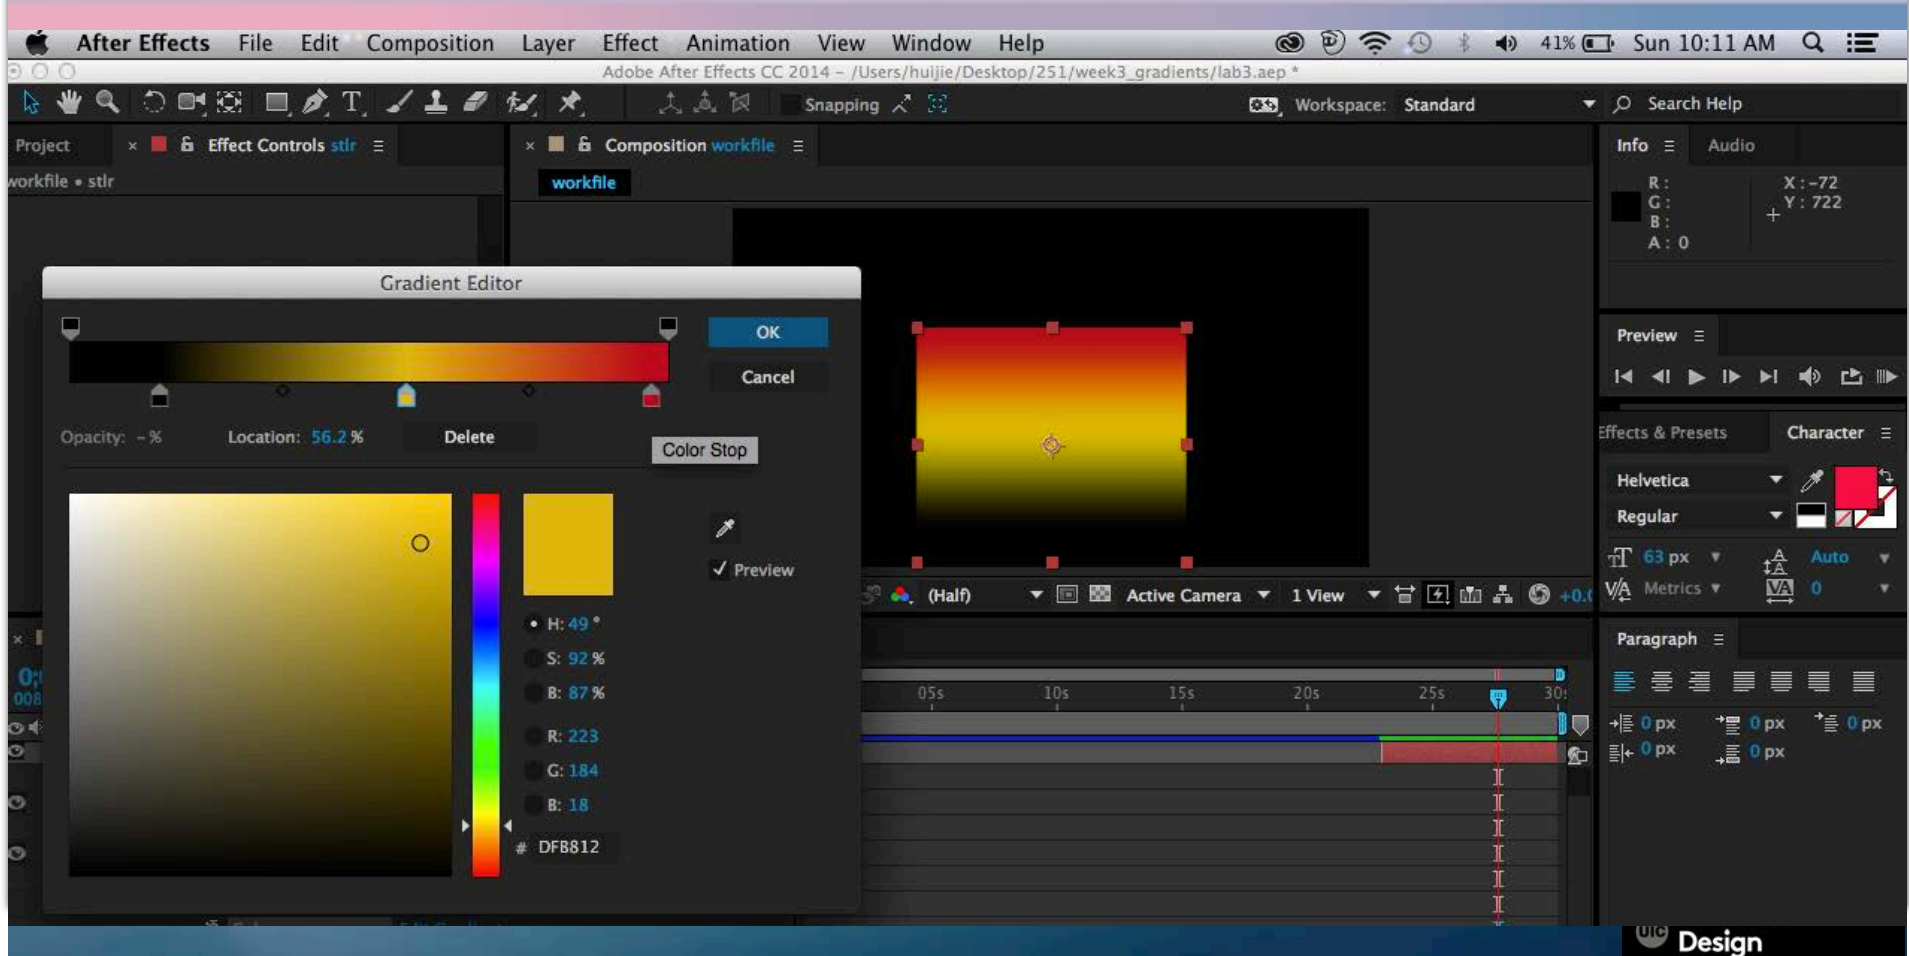 After Effects File Edit Composition Layer Effect Animation View Window Help 41% Sun 10:11 AM
Adobe After Effects CC 2014 - /Users/huijie/Desktop/251/week3_gradients/lab3.aep *
T Snapping Workspace: Standard Search Help
Project × Effect Controls stlr × Composition workfile Info Audio
workfile • stlr
workfile
R: X:-72
G: Y: 722
B:
A: 0
Gradient Editor
OK
Cancel
Preview
Opacity: -% Location: 56.2 % Delete
Color Stop
Effects & Presets Character
Helvetica
Regular
63 px Auto
Metrics 0
Preview
(Half) Active Camera 1 View
H: 49 °
S: 92 %
B: 87 %
R: 223
G: 184
B: 18
# DFB812
05s 10s 15s 20s 25s
Paragraph
0 px 0 px 0 px
0 px 0 px
UIC
Design